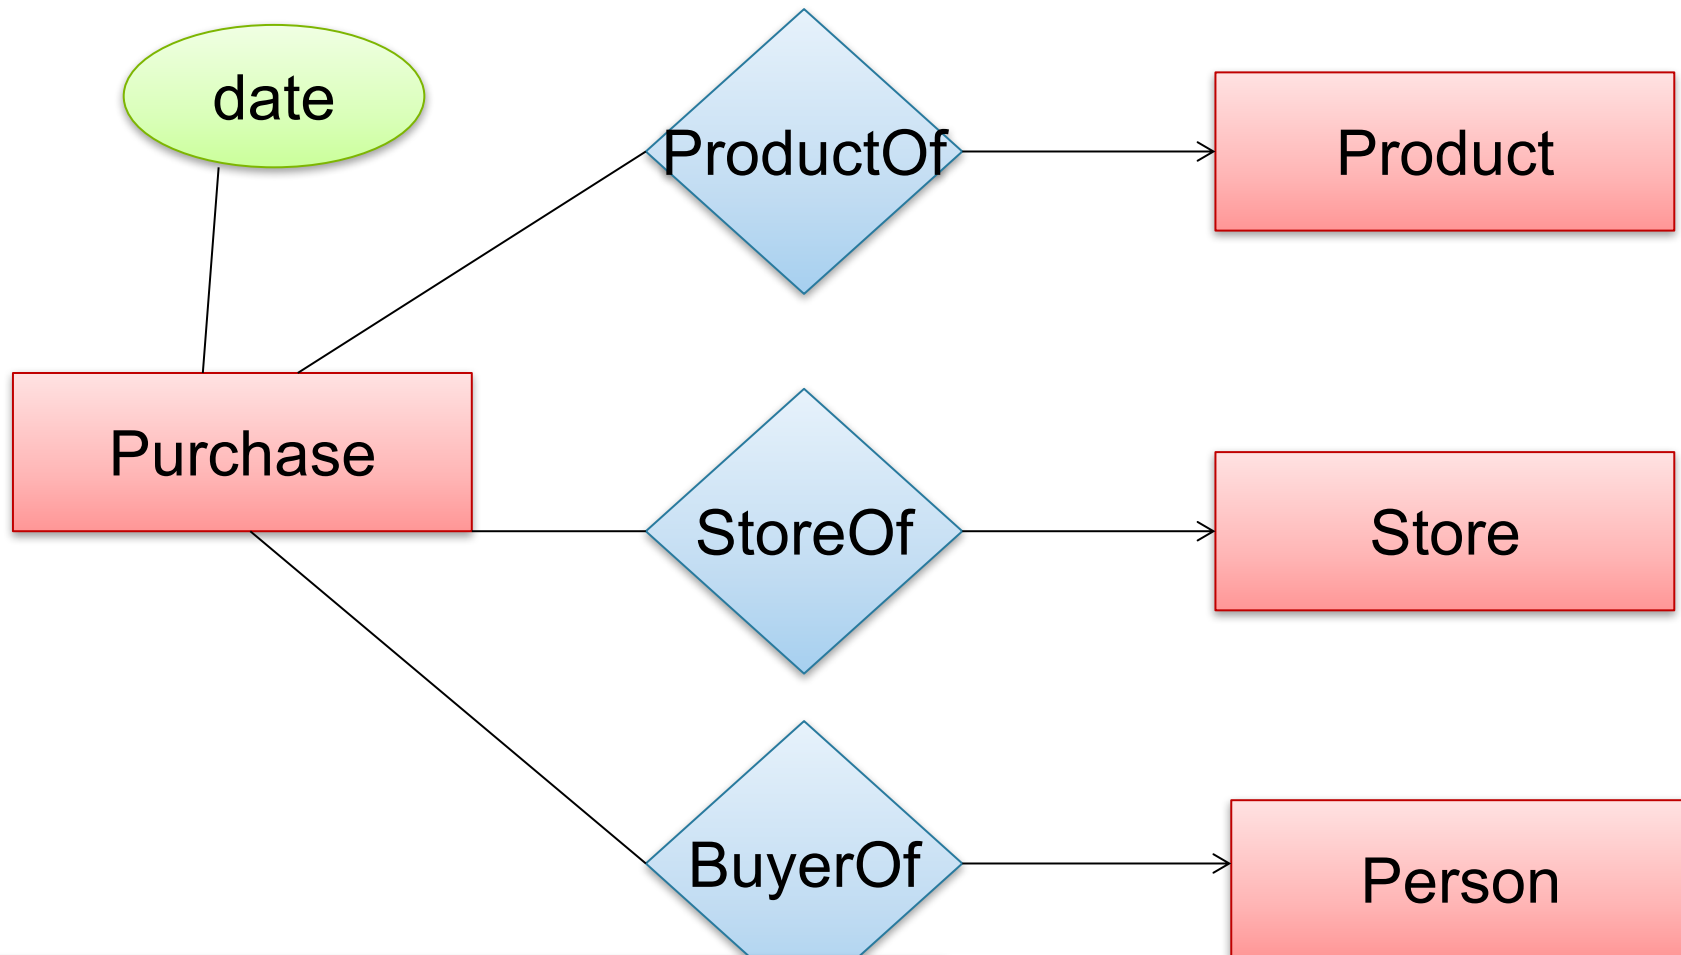 date
ProductOf
Product
Purchase
StoreOf
Store
BuyerOf
Person